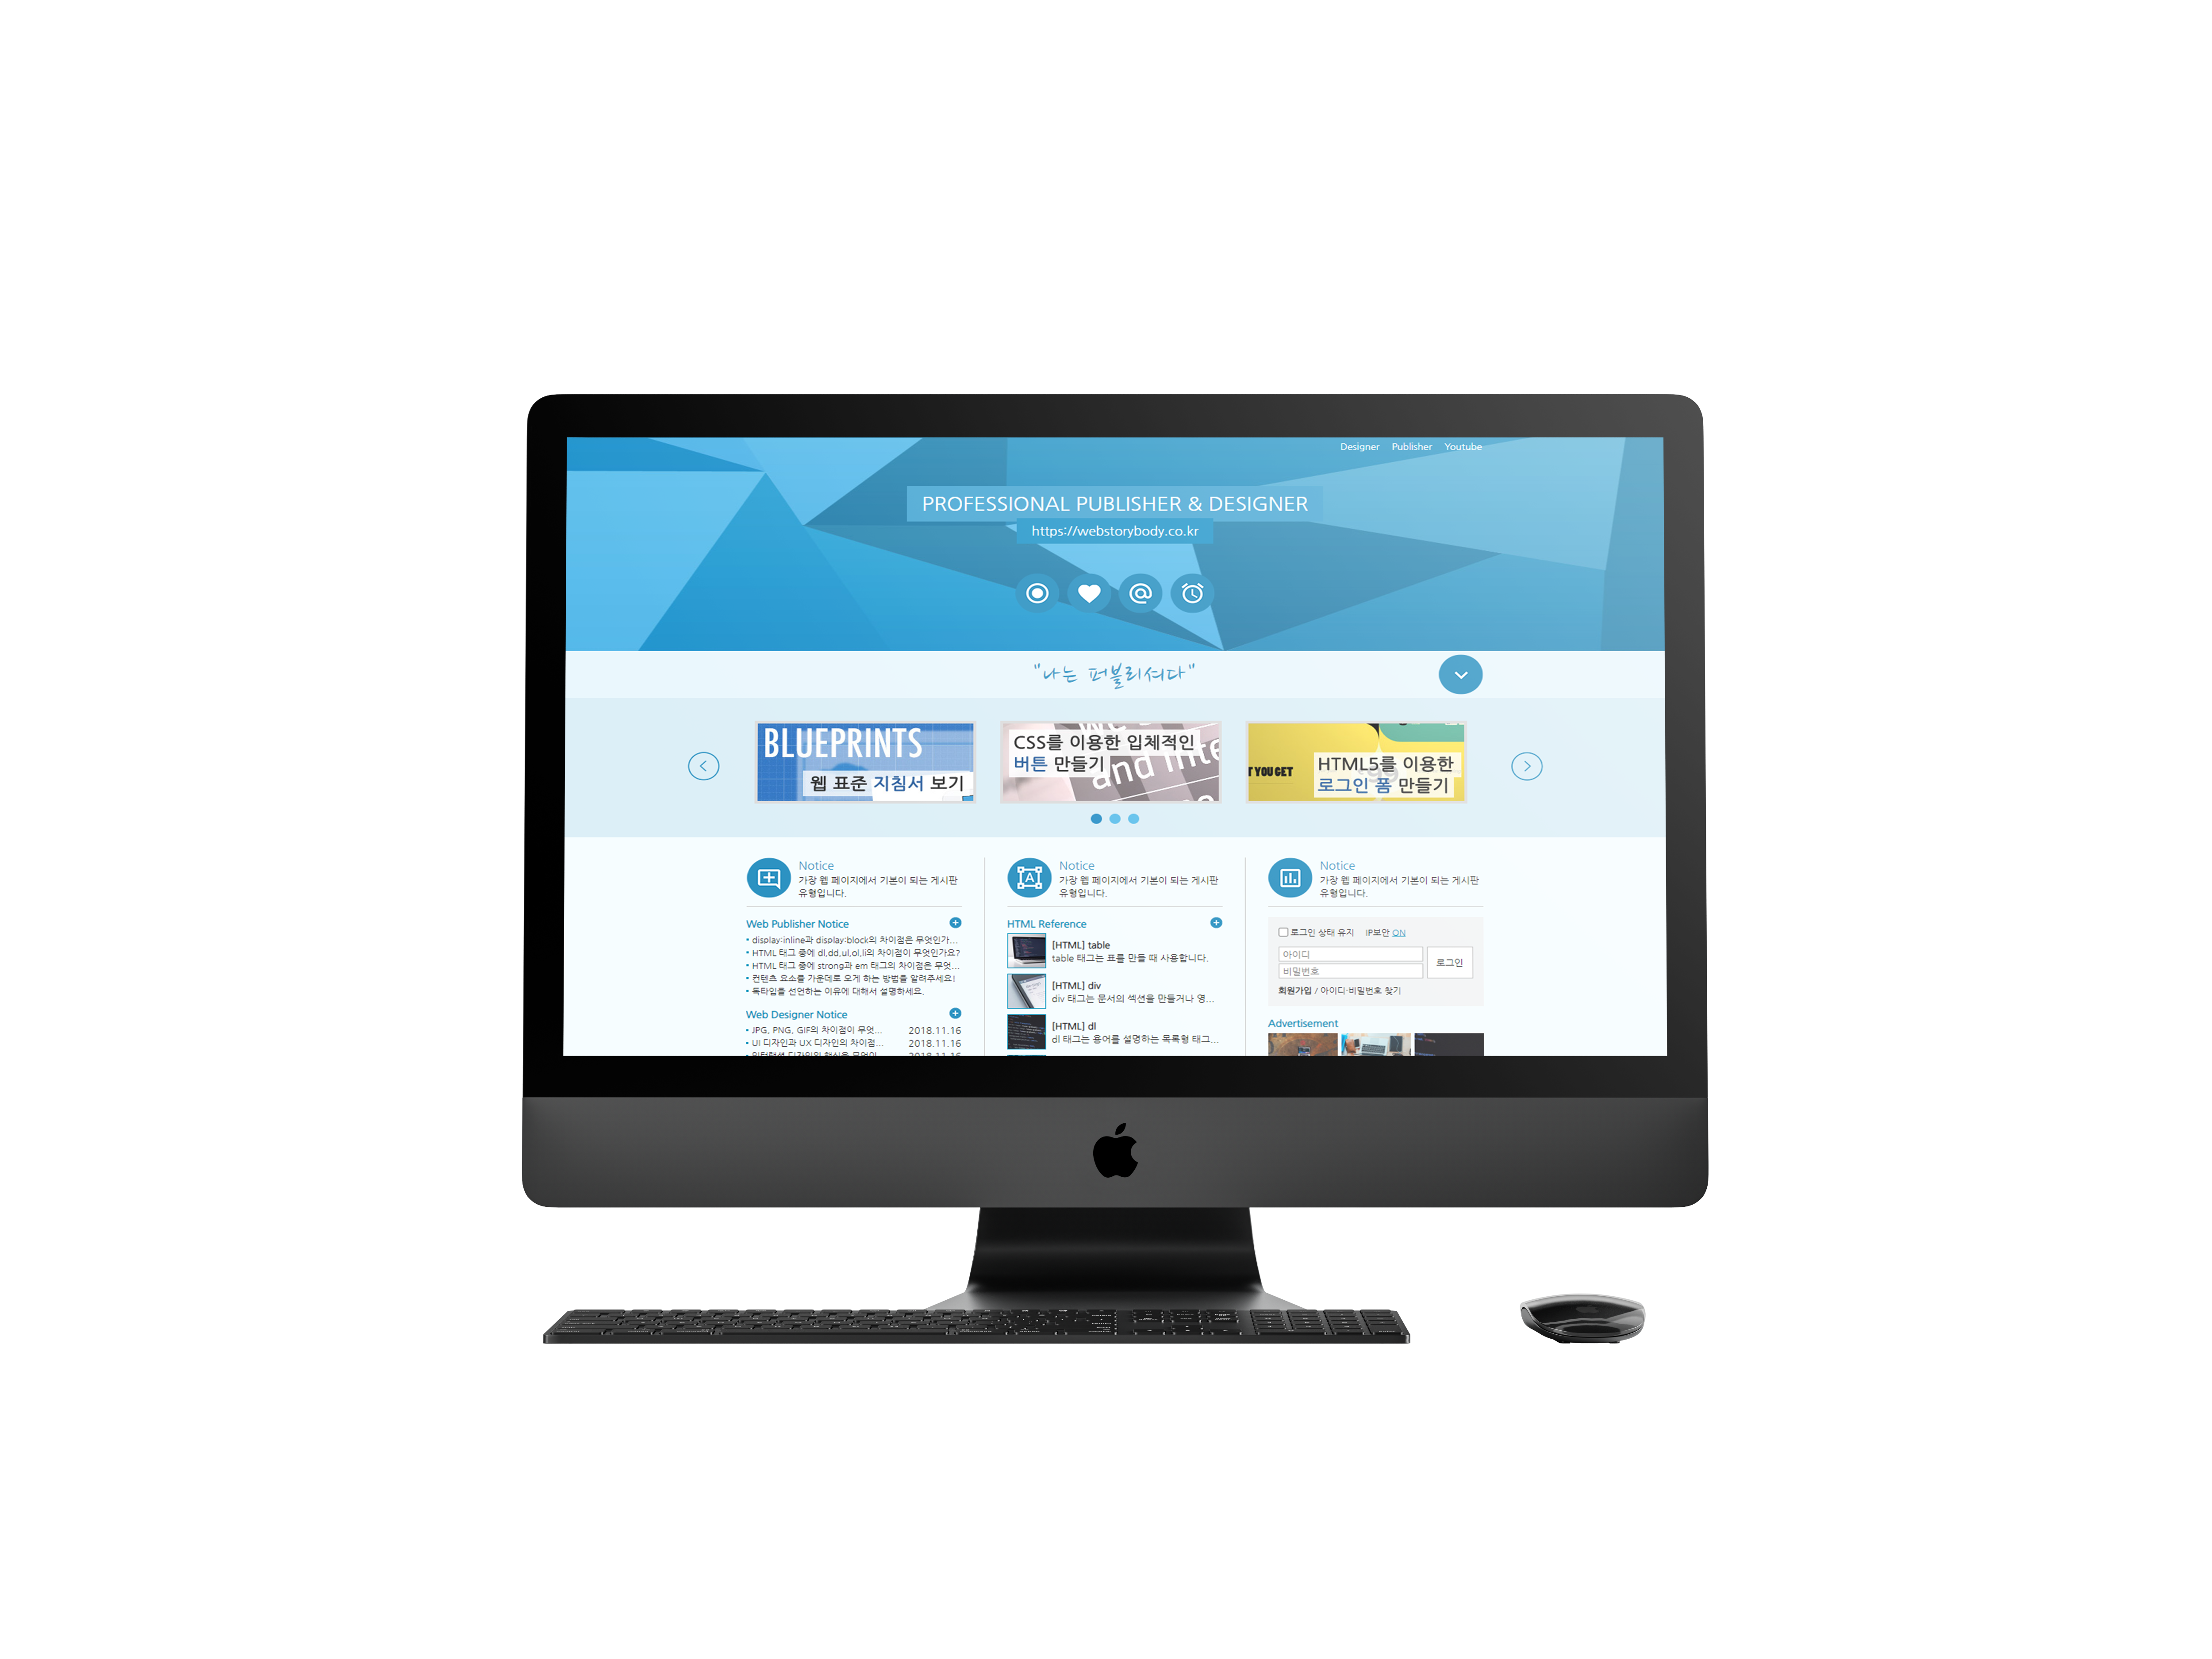 Designer Publisher Youtube
PROFESSIONAL PUBLISHER & DESIGNER
https://webstorybody.co.kr
"나는 퍼블리셔다"
BLUEPRINTS
웹 표준 지침서 보기
CSS를 이용한 입체적인
버튼 만들기
and inte
T YOU GET
HTML5를 이용한
로그인 폼 만들기
Notice
가장 웹 페이지에서 기본이 되는 게시판
유형입니다.
Web Publisher Notice
• display:inline과 display:block의 차이점은 무엇인가...
• HTML 태그 중에 dl,dd,ul,ol,li의 차이점이 무엇인가요?
• HTML 태그 중에 strong과 em 태그의 차이점은 무엇...
• 컨텐츠 요소를 가운데로 오게 하는 방법을 알려주세요!
• 독타입을 선언하는 이유에 대해서 설명하세요.
Web Designer Notice
• JPG, PNG, GIF의 차이점이 무엇... 2018.11.16
• UI 디자인과 UX 디자인의 차이점... 2018.11.16
Notice
가장 웹 페이지에서 기본이 되는 게시판
유형입니다.
HTML Reference
[HTML] table
table 태그는 표를 만들 때 사용합니다.
[HTML] div
div 태그는 문서의 섹션을 만들거나 영...
[HTML] dl
dl 태그는 용어를 설명하는 목록형 태그...
Notice
가장 웹 페이지에서 기본이 되는 게시판
유형입니다.
로그인 상태 유지 IP보안 ON
아이디
비밀번호
로그인
회원가입 / 아이디·비밀번호 찾기
Advertisement